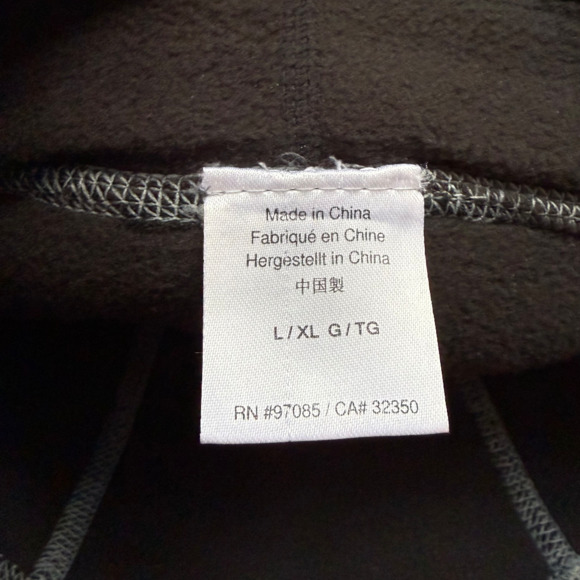 Made in China
Fabriqué en Chine
Hergestellt in China
中国製
L/XL G/TG
RN #97085 / CA# 32350